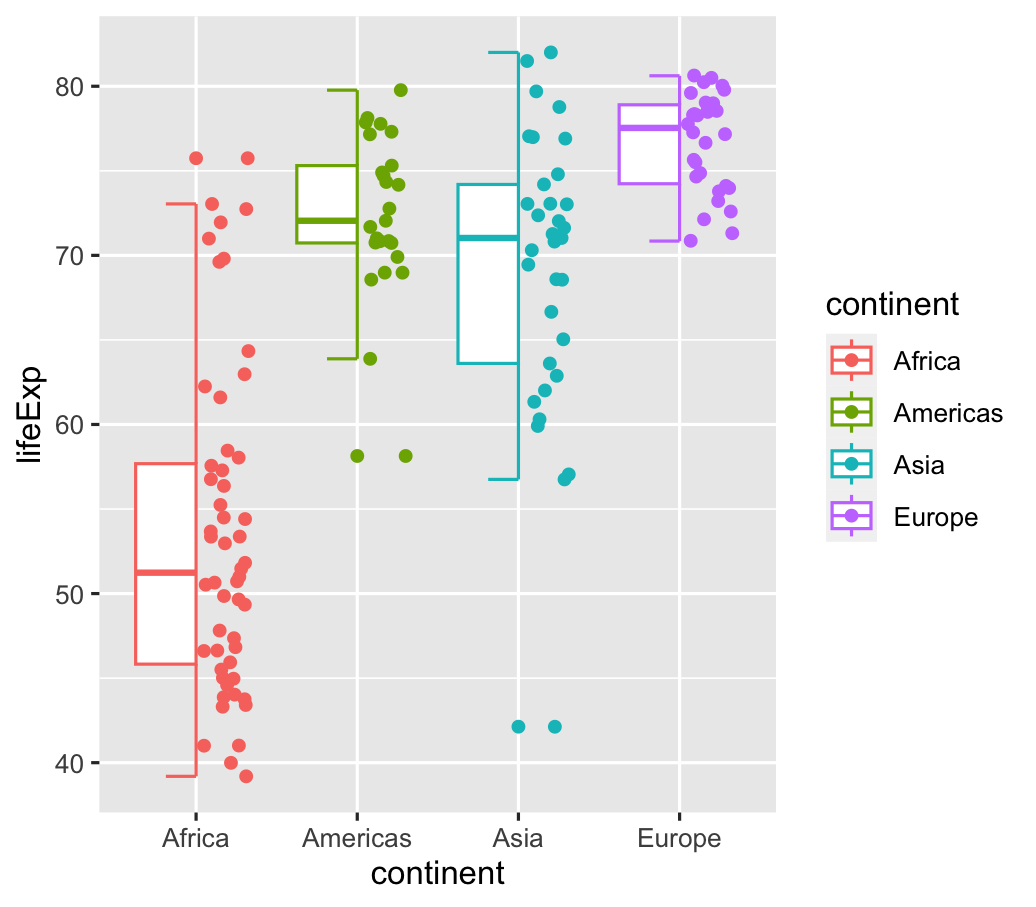 80
70
60
50
40
lifeExp
Africa
Americas
Asia
Europe
continent
continent
Africa
Americas
Asia
Europe